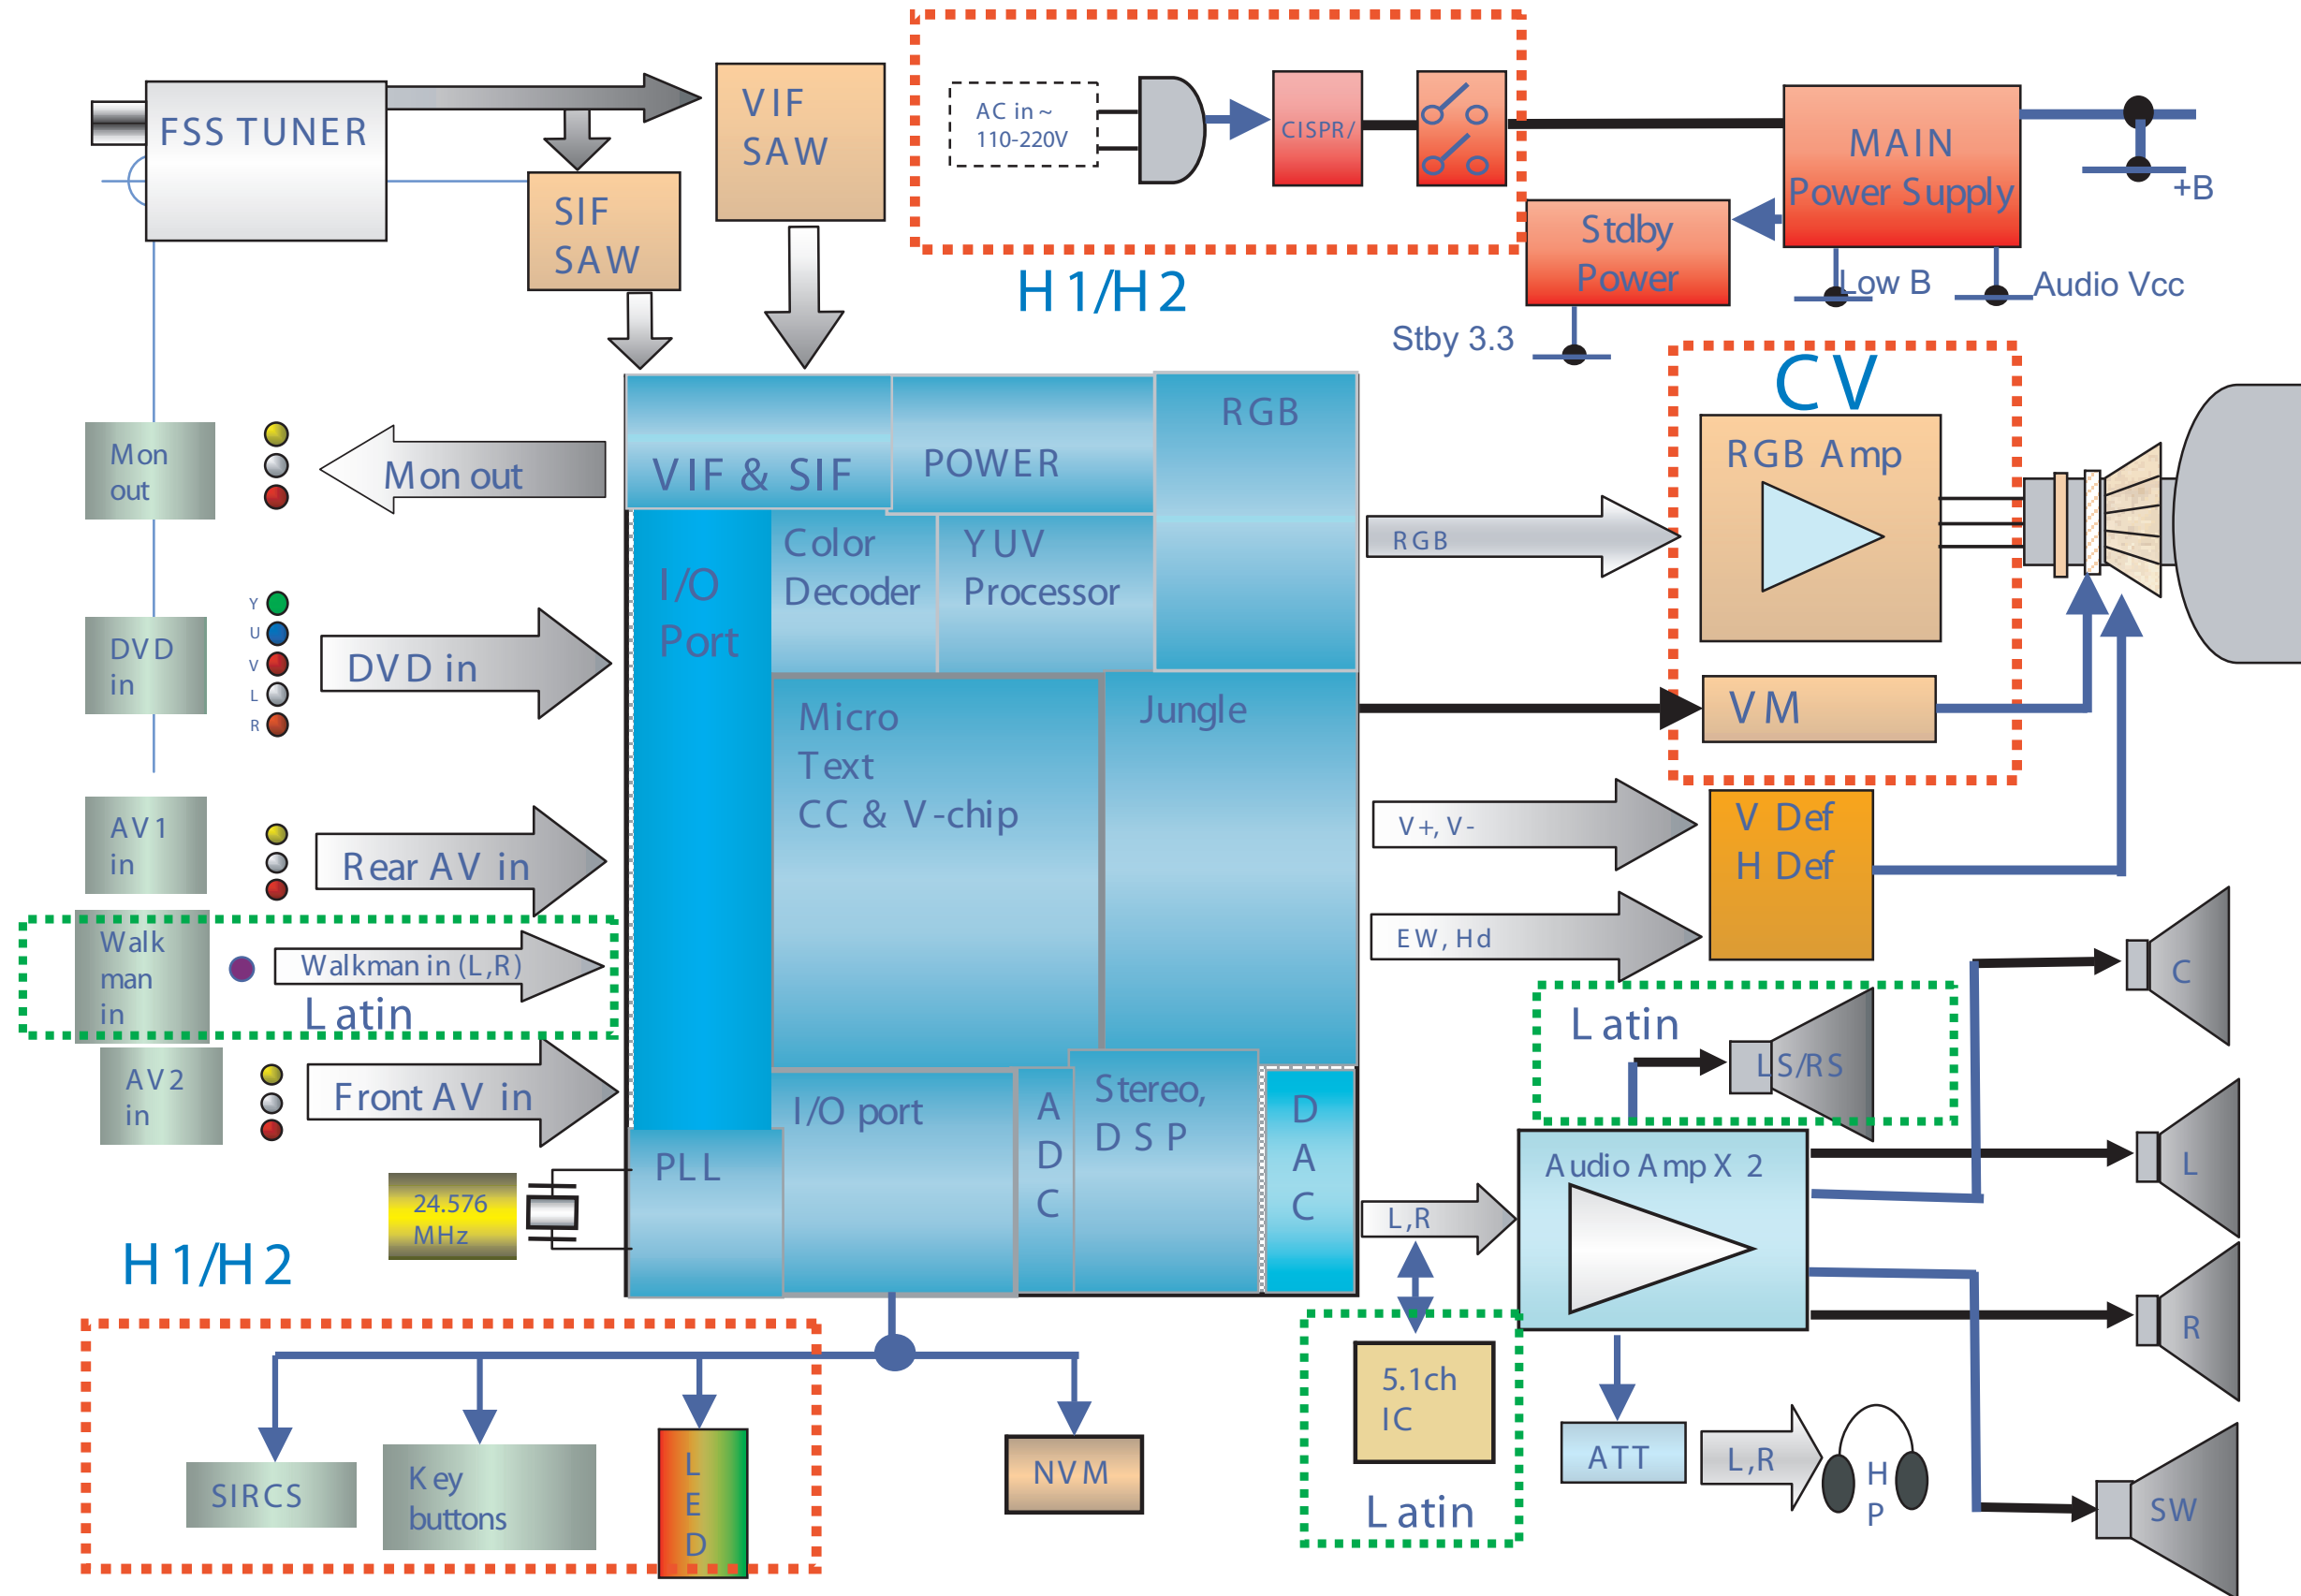 FSS TUNER
VIF
SAW
SIF
SAW
AC in ~
110-220V
CISPR/
H1/H2
MAIN
Power Supply
+B
Stdby
Power
Low B
Audio Vcc
Stby 3.3
Mon
out
Mon out
VIF & SIF
POWER
RGB
CV
RGB Amp
RGB
I/O
Port
Color
Decoder
YUV
Processor
DVD
in
Y
U
V
L
R
DVD in
Micro
Text
CC & V-chip
Jungle
VM
AV1
in
Rear AV in
V+, V-
V Def
H Def
EW, Hd
Walk
man
in
Walkman in (L,R)
Latin
C
Latin
LS/RS
AV2
in
Front AV in
I/O port
A
D
C
Stereo,
DSP
D
A
C
PLL
24.576
MHz
L,R
Audio Amp X 2
L
R
H1/H2
5.1ch
IC
Latin
ATT
L,R
H
P
SW
SIRCS
Key
buttons
L
E
D
NVM